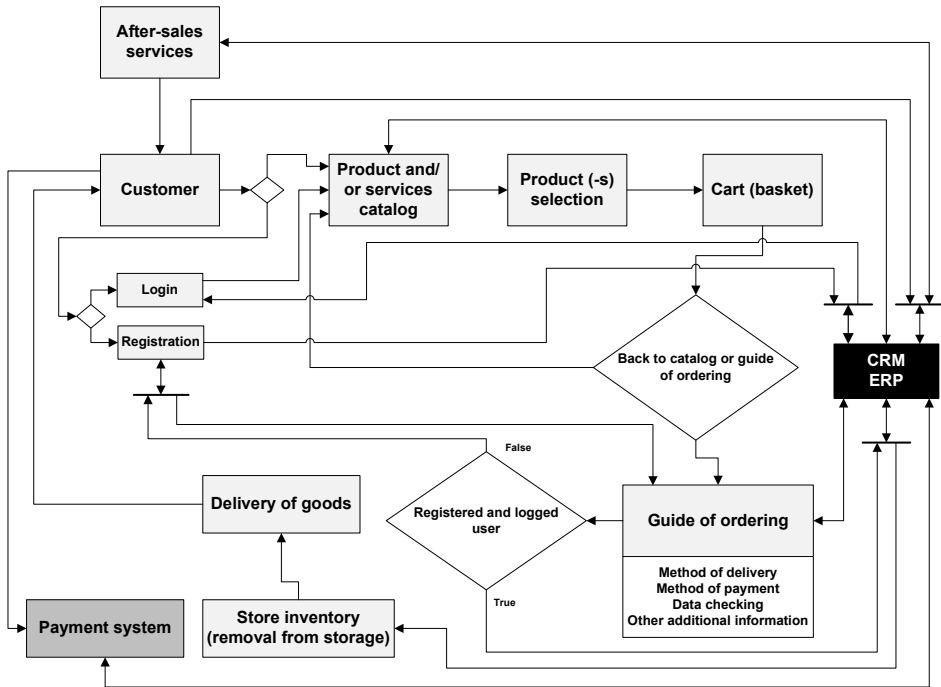 After-sales
services
Customer
Product and/
or services
catalog
Product (-s)
selection
Cart (basket)
Login
Registration
Back to catalog or guide
of ordering
CRM
ERP
False
Delivery of goods
Registered and logged
user
Guide of ordering
Method of delivery
Method of payment
Data checking
Other additional information
True
Payment system
Store inventory
(removal from storage)